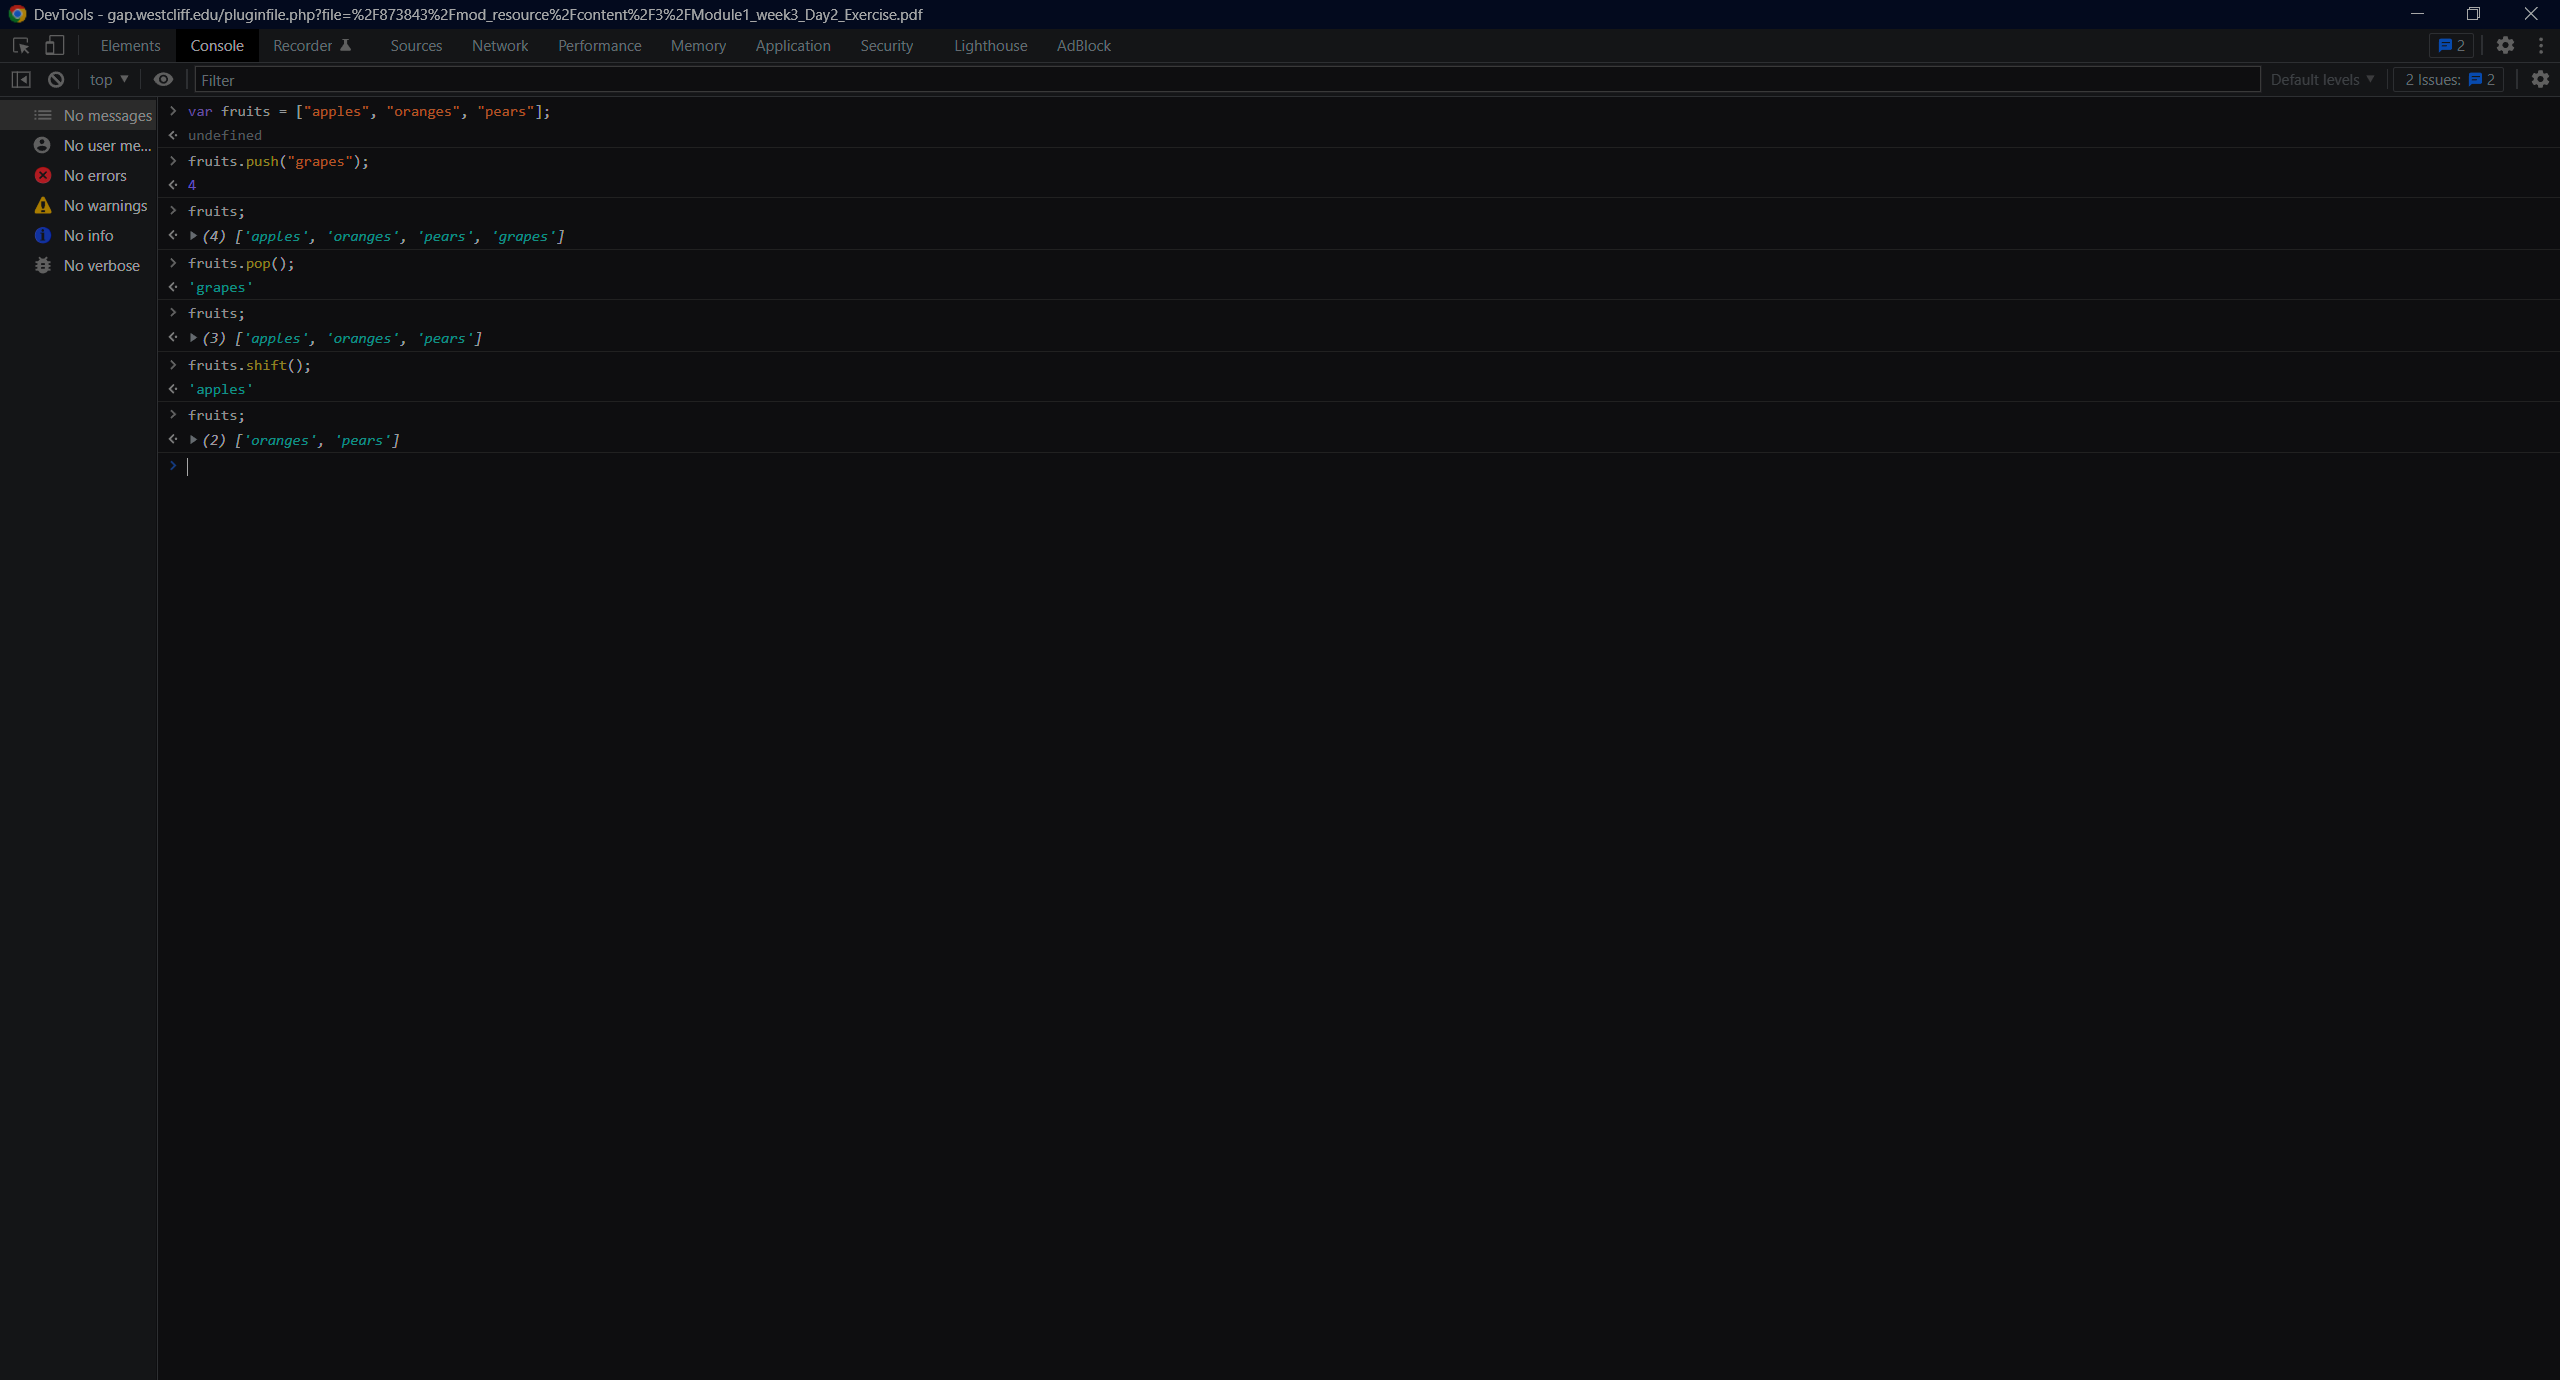 DevTools - gap.westcliff.edu/pluginfile.php?file=%2F873843%2Fmod_resource%2Fcontent%2F3%2FModule1_week3_Day2_Exercise.pdf
Elements Console Recorder Sources Network Performance Memory Application Security Lighthouse AdBlock 2
top Filter Default levels 2 Issues: 2
No messages
No user me...
No errors
No warnings
No info
No verbose
var fruits = ["apples", "oranges", "pears"];
undefined
fruits.push("grapes");
4
fruits;
(4) ['apples', 'oranges', 'pears', 'grapes']
fruits.pop();
'grapes'
fruits;
(3) ['apples', 'oranges', 'pears']
fruits.shift();
'apples'
fruits;
(2) ['oranges', 'pears']